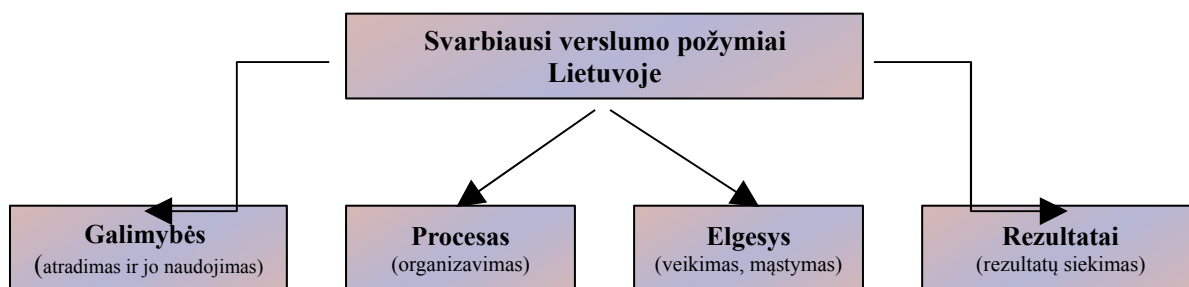 Svarbiausi verslumo požymiai
Lietuvoje
Galimybės
(atradimas ir jo naudojimas)
Procesas
(organizavimas)
Elgesys
(veikimas, mąstymas)
Rezultatai
(rezultatų siekimas)